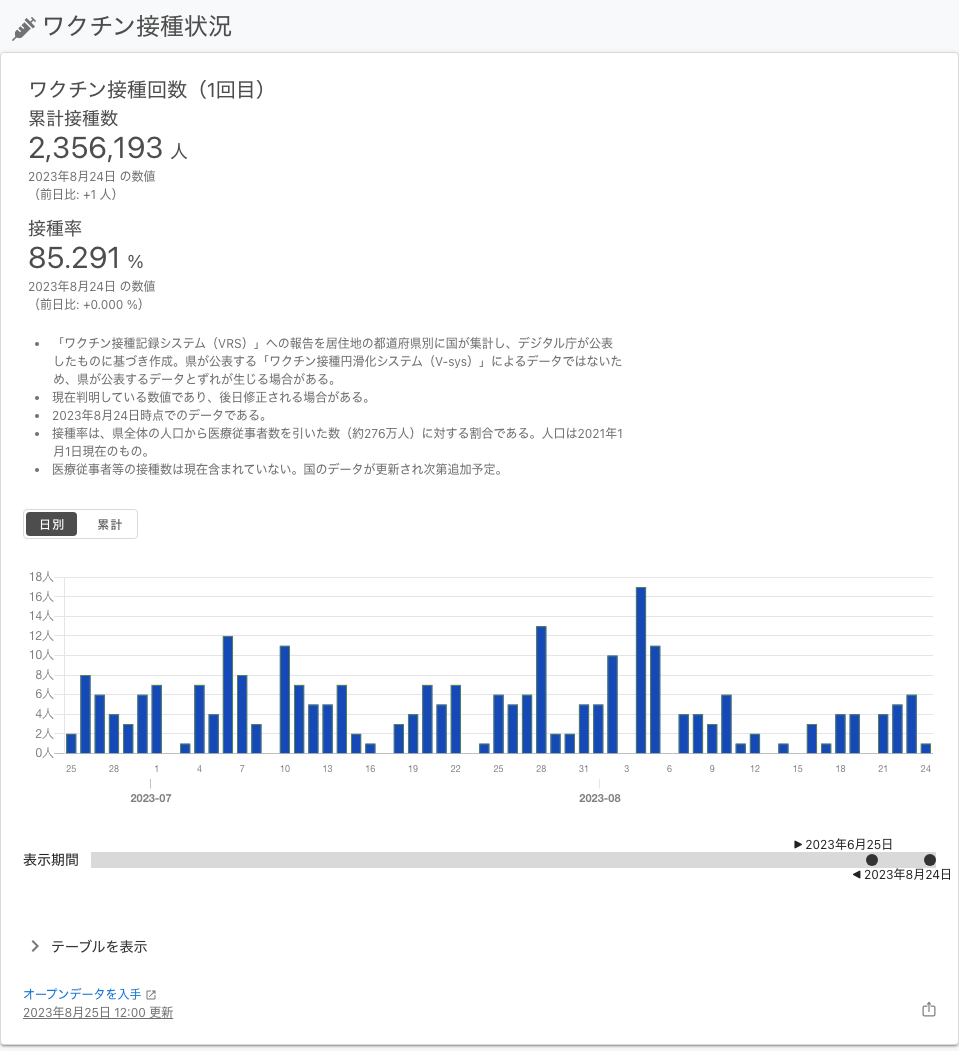 ワクチン接種状況
ワクチン接種回数（1回目）
累計接種数
2,356,193 人
2023年8月24日 の数値
（前日比: +1 人）
接種率
85.291 %
2023年8月24日 の数値
（前日比: +0.000 %）
• 「ワクチン接種記録システム（VRS）」への報告を居住地の都道府県別に国が集計し、デジタル庁が公表
したものに基づき作成。県が公表する「ワクチン接種円滑化システム（V-sys）」によるデータではないた
め、県が公表するデータとずれが生じる場合がある。
• 現在判明している数値であり、後日修正される場合がある。
• 2023年8月24日時点でのデータである。
• 接種率は、県全体の人口から医療従事者数を引いた数（約276万人）に対する割合である。人口は2021年1
月1日現在のもの。
• 医療従事者等の接種数は現在含まれていない。国のデータが更新され次第追加予定。
日別 累計
18人
16人
14人
12人
10人
8人
6人
4人
2人
0人
25 28 1 4 7 10 13 16 19 22 25 28 31 3 6 9 12 15 18 21 24
2023-07 2023-08
▶ 2023年6月25日
表示期間
◀ 2023年8月24日
テーブルを表示
オープンデータを入手
2023年8月25日 12:00 更新